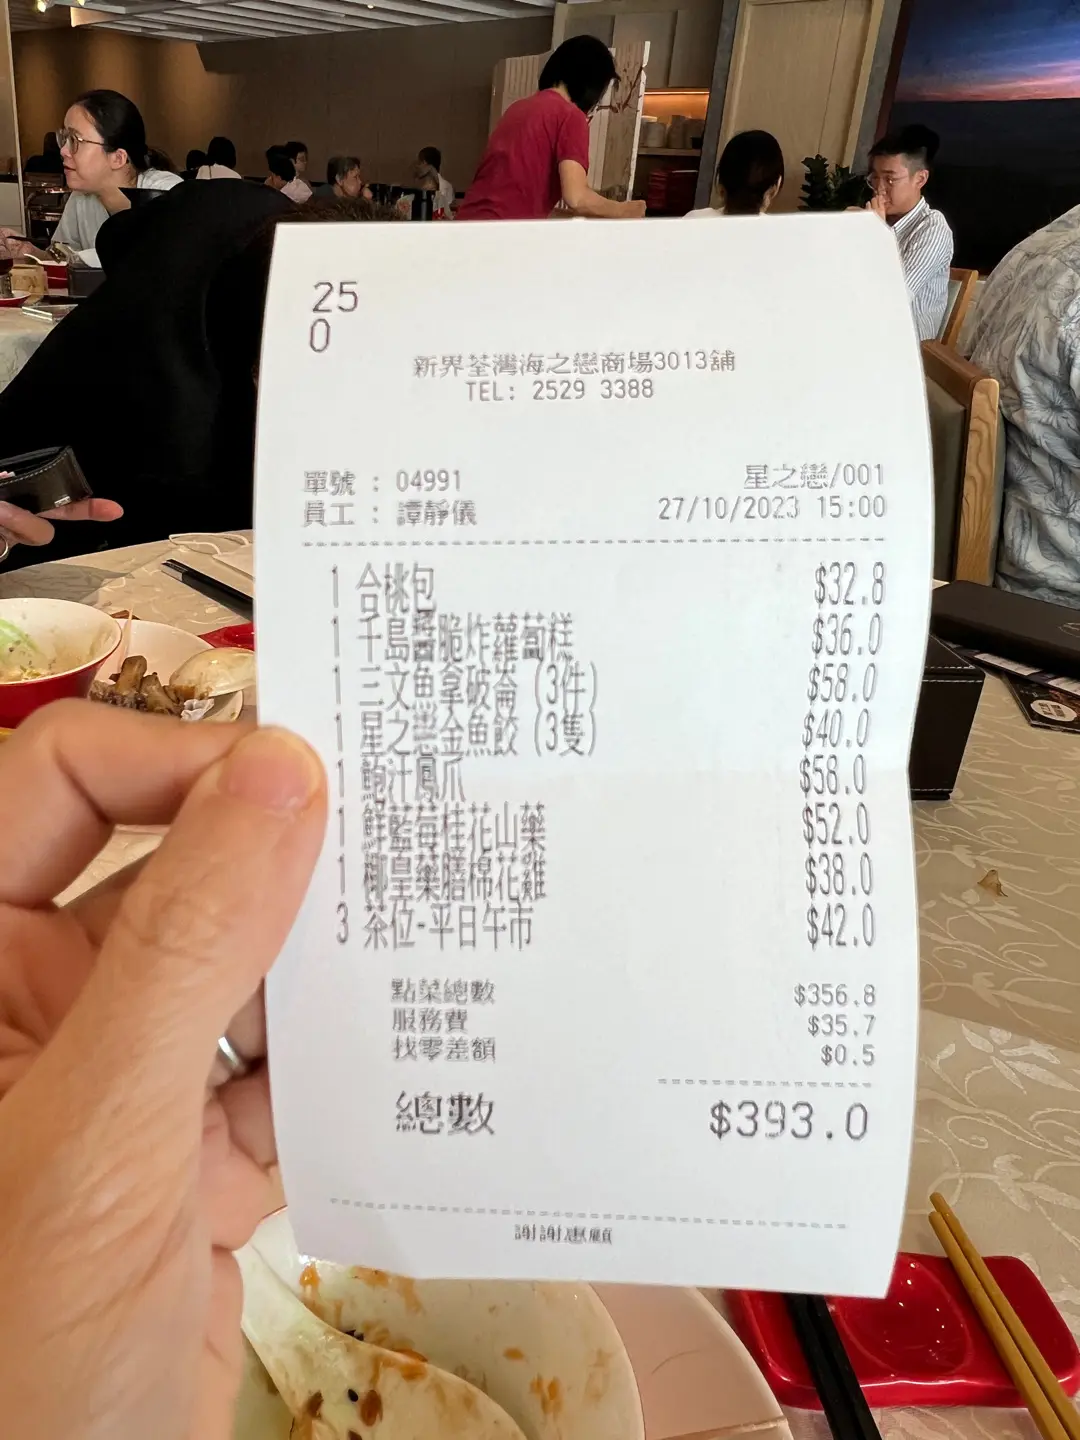 25
0
新界荃灣海之戀商場3013舖
TEL: 2529 3388
單號 : 04991
星之戀/001
員工 : 譚靜儀
27/10/2023 15:00
1 合桃包 $32.8
1 千島醬脆炸蘿蔔糕 $36.0
1 三文魚拿破崙 (3件) $58.0
1 星之戀金魚餃 (3隻) $40.0
1 鮑汁鳳爪 $58.0
1 鮮藍莓桂花山藥 $52.0
1 椰皇藥膳棉花雞 $38.0
3 茶位-平日午市 $42.0
點菜總數 $356.8
服務費 $35.7
找零差額 $0.5
總數 $393.0
謝謝惠顧